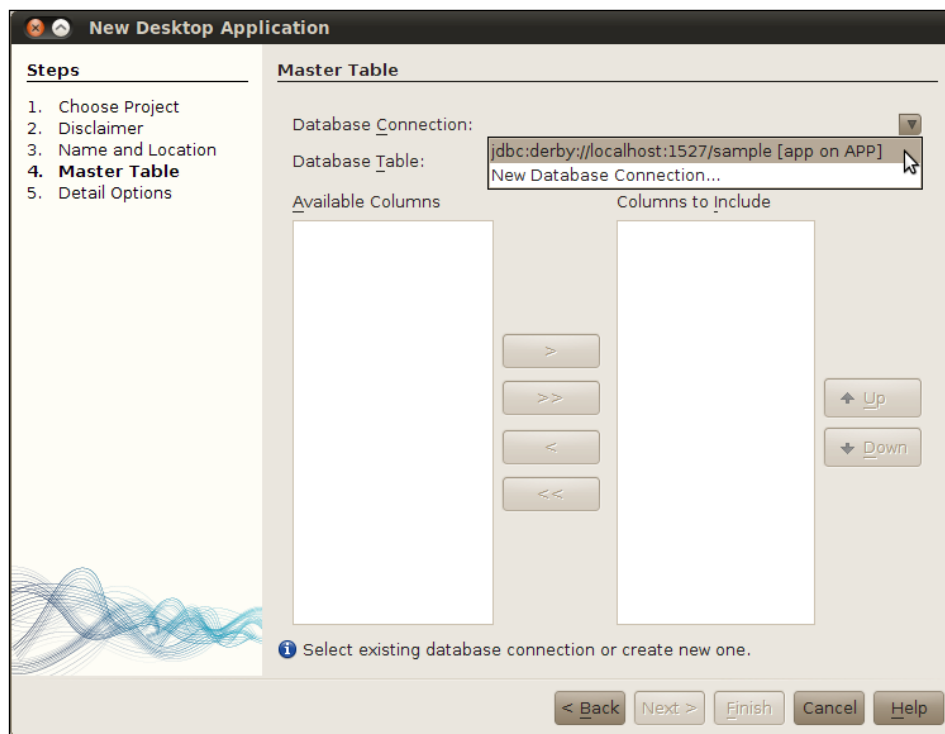 New Desktop Application
Steps
1. Choose Project
2. Disclaimer
3. Name and Location
4. Master Table
5. Detail Options
Master Table
Database Connection:
jdbc:derby://localhost:1527/sample [app on APP]
New Database Connection...
Database Table:
Available Columns
Columns to Include
>
>>
<
<<
Up
Down
Select existing database connection or create new one.
< Back
Next >
Finish
Cancel
Help